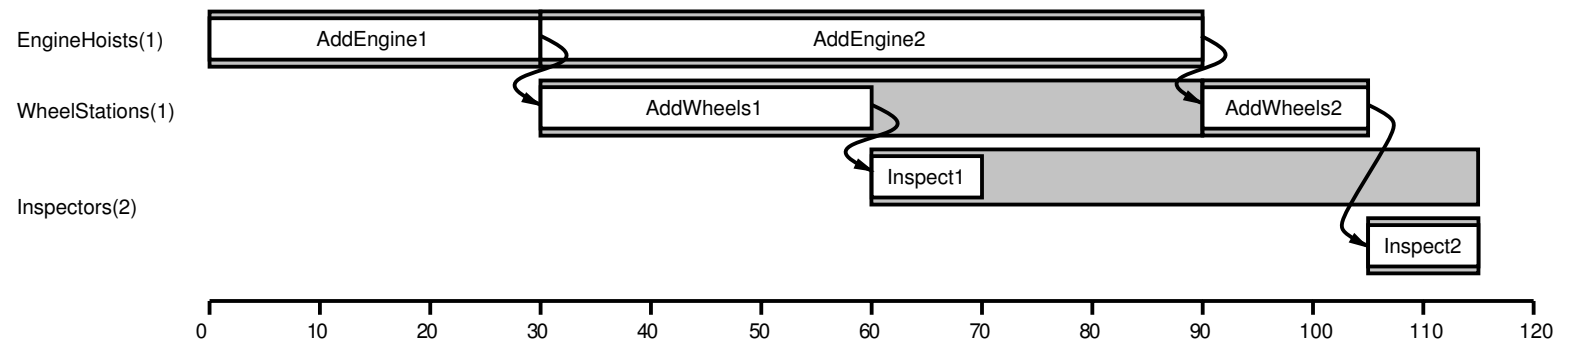 EngineHoists(1)
AddEngine1
AddEngine2
WheelStations(1)
AddWheels1
AddWheels2
Inspect1
Inspectors(2)
Inspect2
0 10 20 30 40 50 60 70 80 90 100 110 120